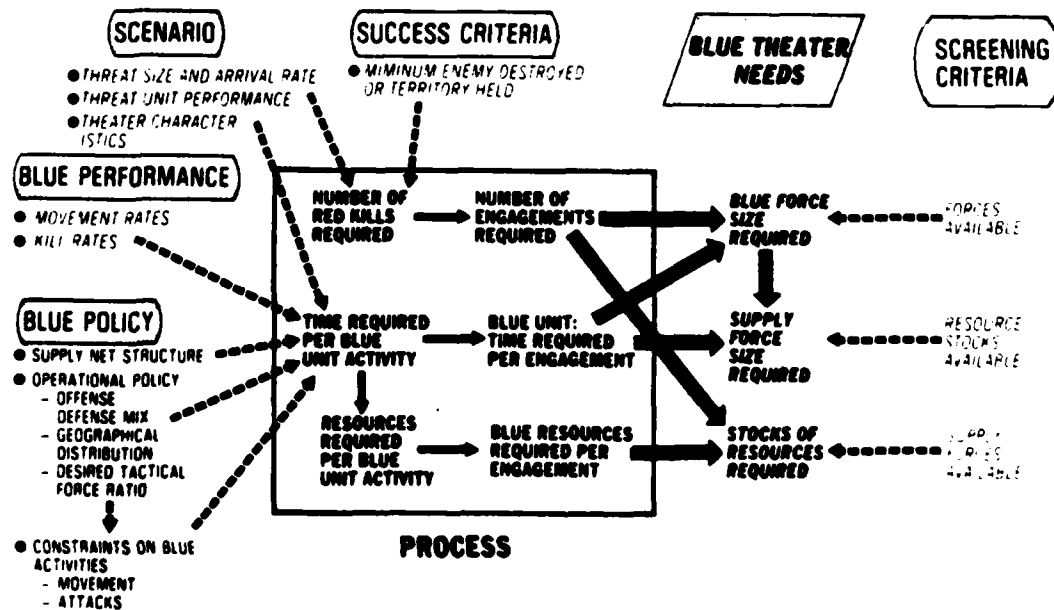 SCENARIO
● THREAT SIZE AND ARRIVAL RATE
● THREAT UNIT PERFORMANCE
● THEATER CHARACTER
ISTICS
SUCCESS CRITERIA
● MIMINUM ENEMY DESTROYED
OR TERRITORY HELD
BLUE THEATER
NEEDS
SCREENING
CRITERIA
BLUE PERFORMANCE
● MOVEMENT RATES
● KILL RATES
BLUE POLICY
● SUPPLY NET STRUCTURE
● OPERATIONAL POLICY
- OFFENSE
DEFENSE MIX
- GEOGRAPHICAL
DISTRIBUTION
- DESIRED TACTICAL
FORCE RATIO
● CONSTRAINTS ON BLUE
ACTIVITIES
- MOVEMENT
- ATTACKS
NUMBER OF
RED KILLS
REQUIRED
NUMBER OF
ENGAGEMENTS
REQUIRED
TIME REQUIRED
PER BLUE
UNIT ACTIVITY
BLUE UNIT:
TIME REQUIRED
PER ENGAGEMENT
RESOURCES
REQUIRED
PER BLUE
UNIT ACTIVITY
BLUE RESOURCES
REQUIRED PER
ENGAGEMENT
PROCESS
BLUE FORCE
SIZE
REQUIRED
SUPPLY
FORCE
SIZE
REQUIRED
STOCKS OF
RESOURCES
REQUIRED
FORCES
AVAILABLE
RESOURCE
STOCKS
AVAILABLE
SUPPLY
FORCES
AVAILABLE